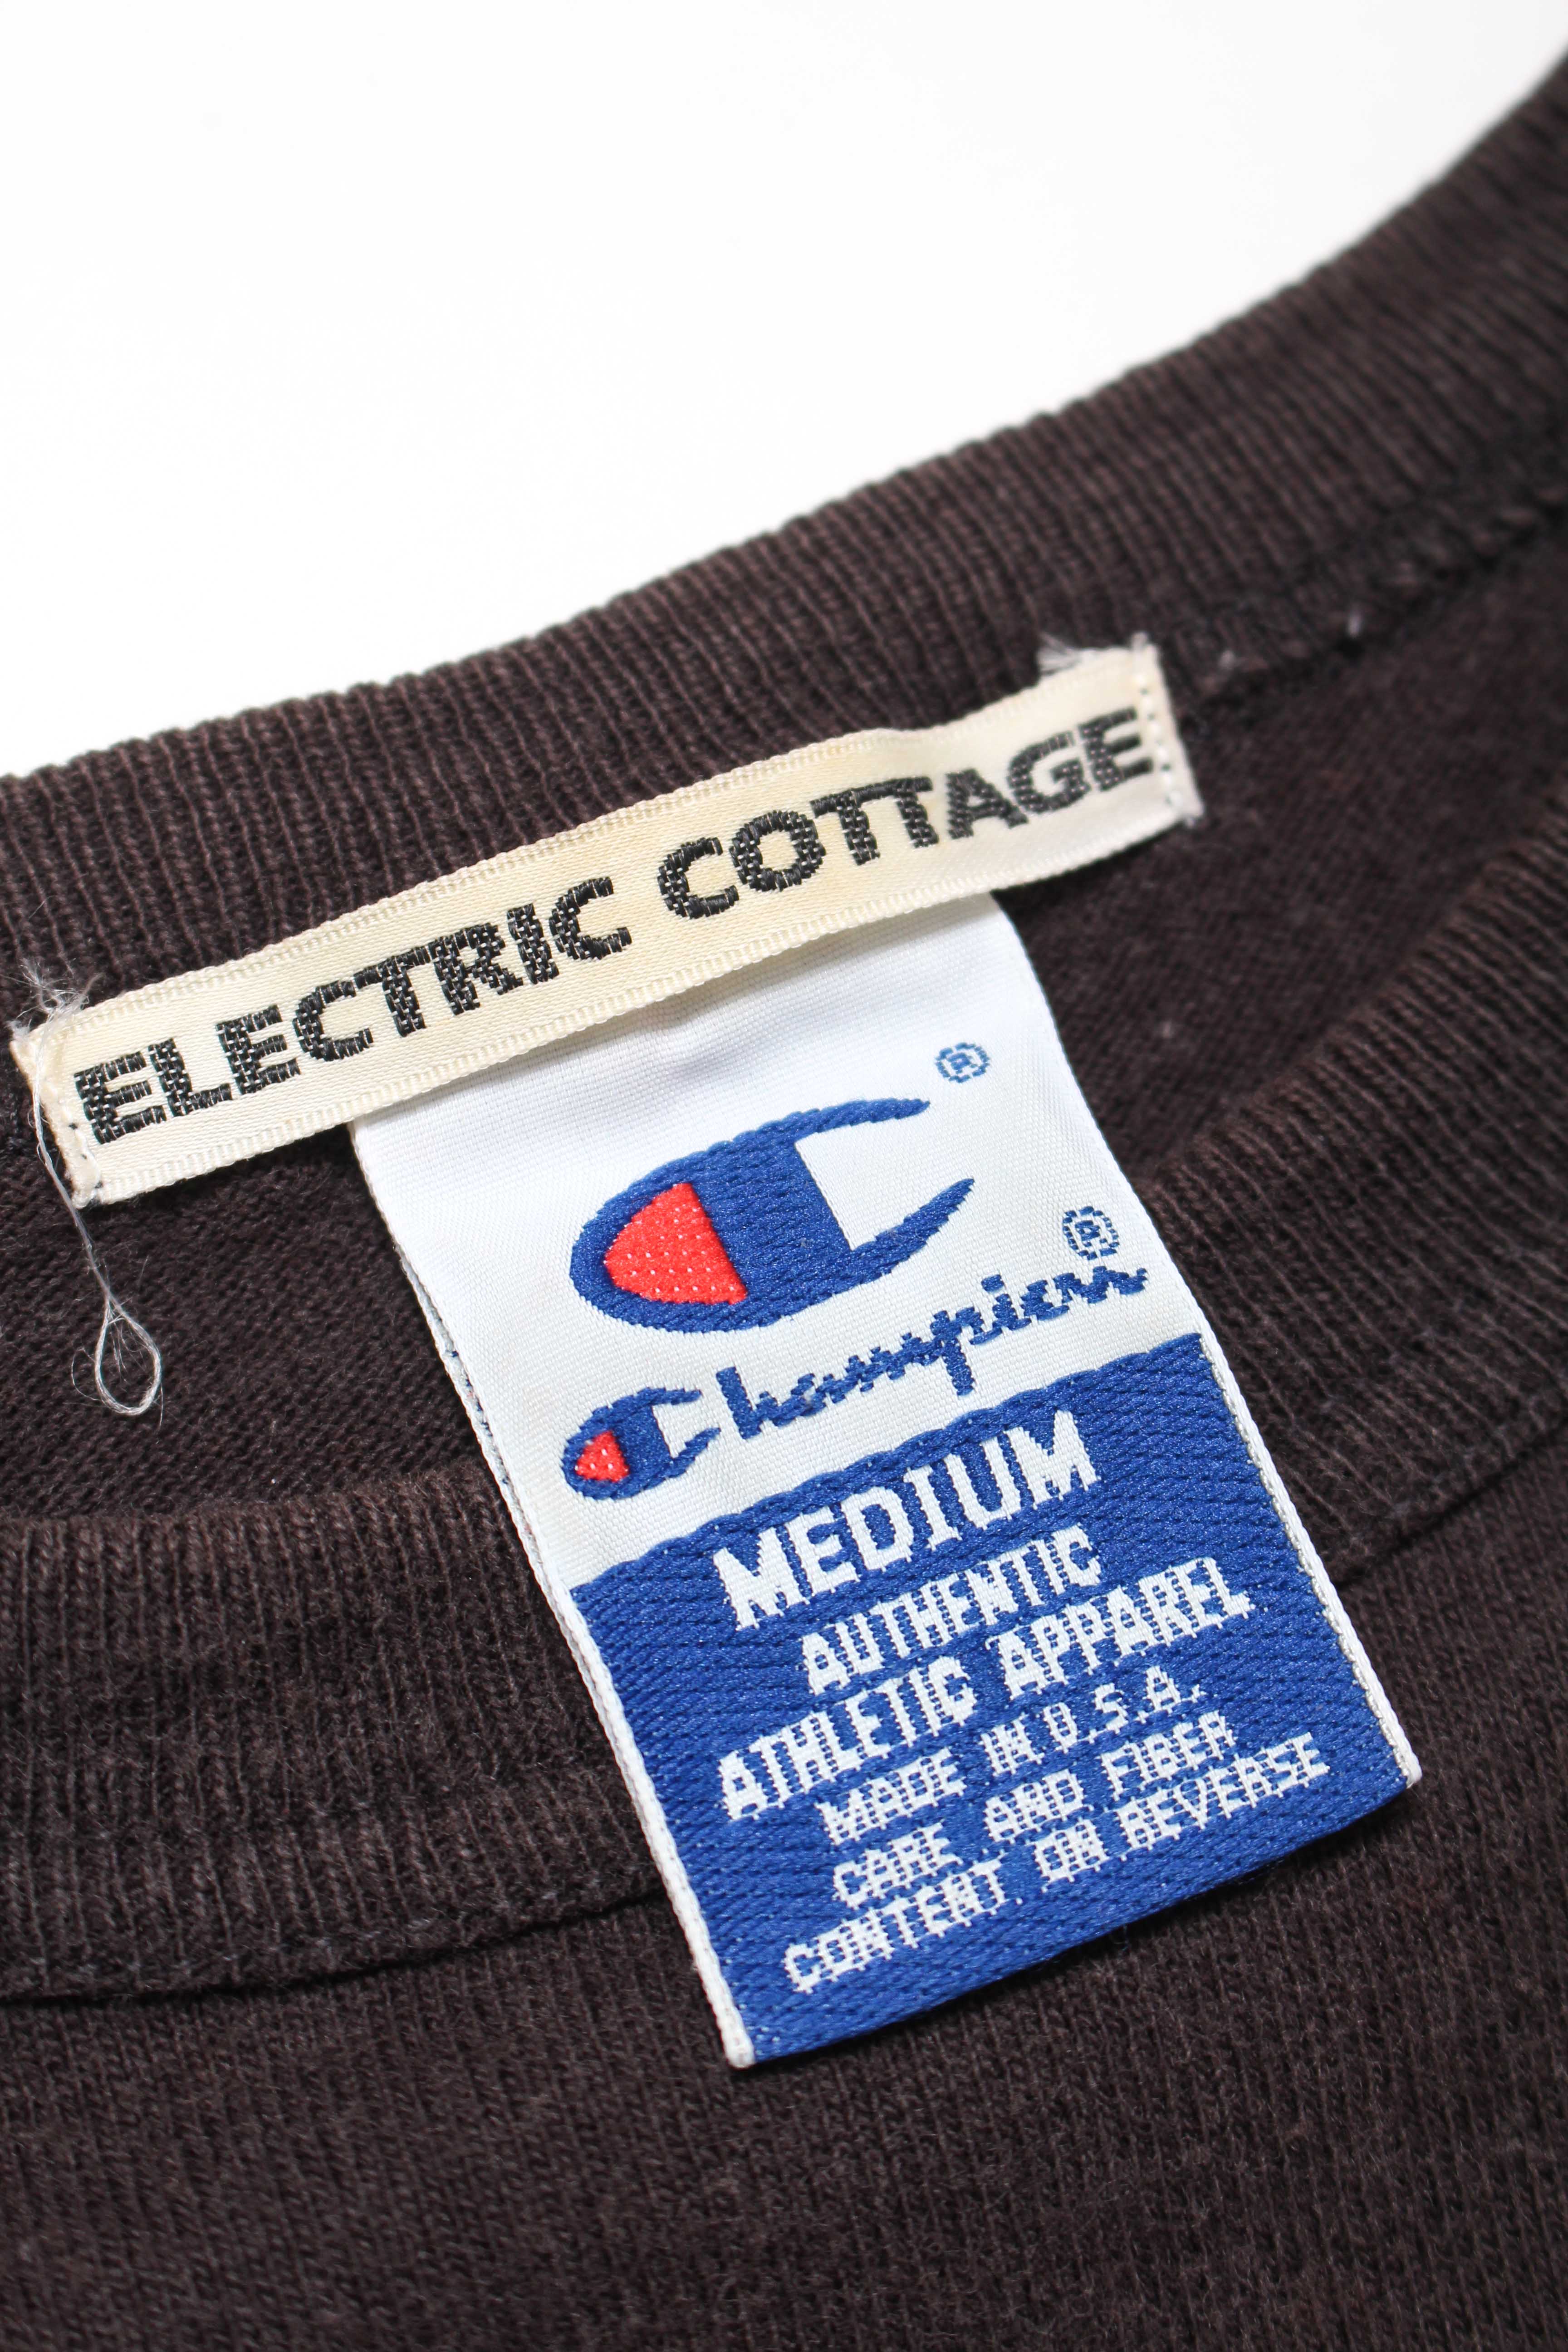 ELECTRIC COTTAGE
®
Champion®
MEDIUM
AUTHENTIC
ATHLETIC APPAREL
MADE IN U.S.A.
CARE AND FIBER
CONTENT ON REVERSE